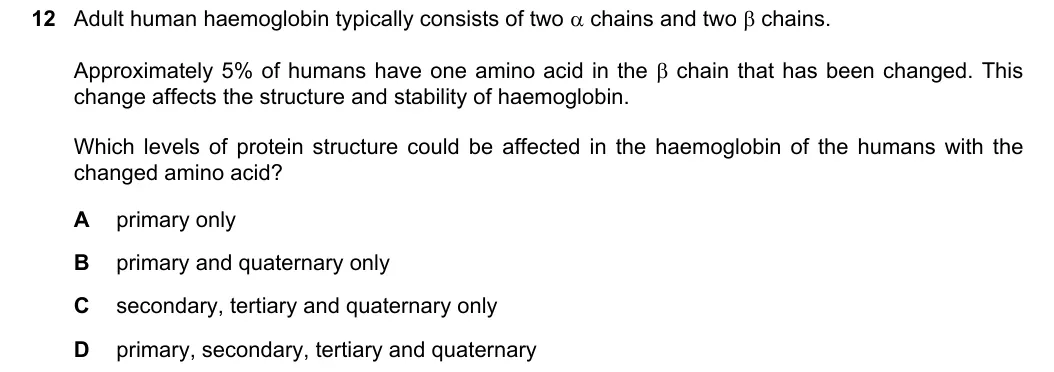 12 Adult human haemoglobin typically consists of two α chains and two β chains.
Approximately 5% of humans have one amino acid in the β chain that has been changed. This
change affects the structure and stability of haemoglobin.
Which levels of protein structure could be affected in the haemoglobin of the humans with the
changed amino acid?
A primary only
B primary and quaternary only
C secondary, tertiary and quaternary only
D primary, secondary, tertiary and quaternary